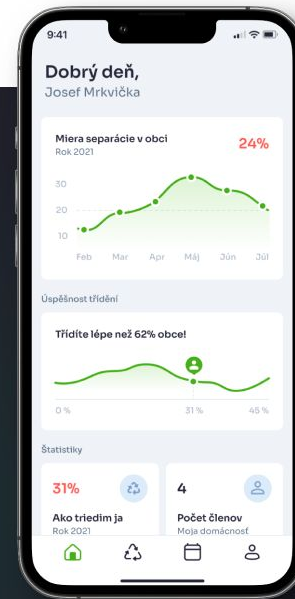 9:41
Dobrý deň,
Josef Mrkvička
Miera separácie v obci
Rok 2021
24%
30
20
10
Feb Mar Apr Máj Jún Júl
Úspěšnost třídění
Třídíte lépe než 62% obce!
0 % 31 % 45 %
Štatistiky
31%
Ako triedim ja
Rok 2021
4
Počet členov
Moja domácnosť